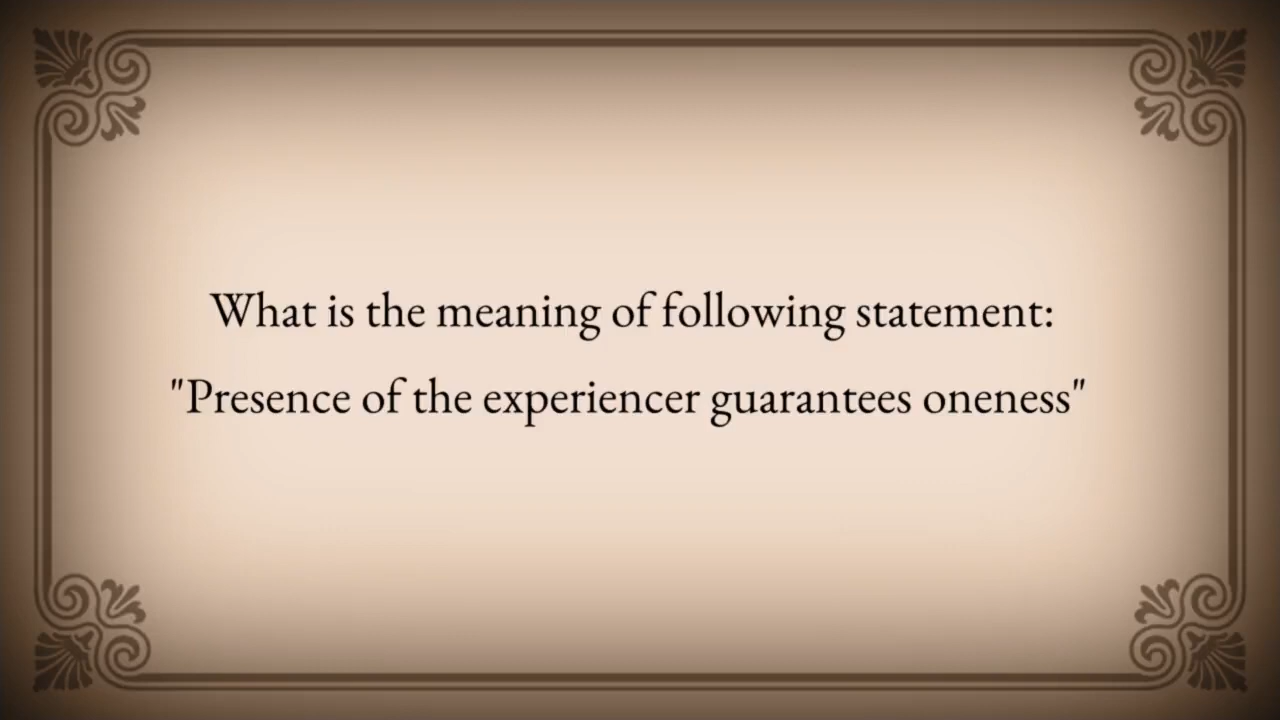 What is the meaning of following statement:
"Presence of the experiencer guarantees oneness"